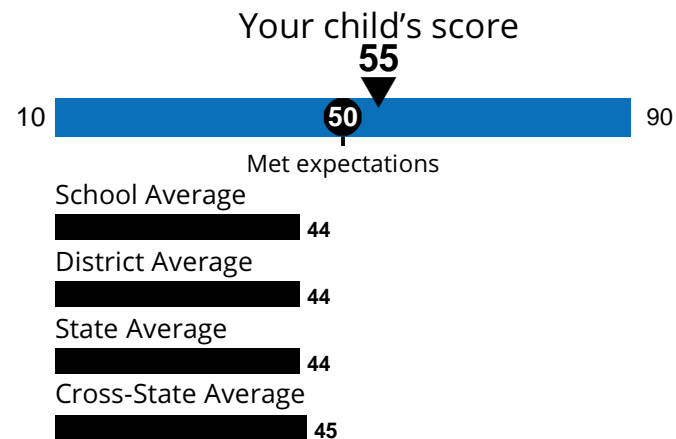 Your child's score
55
10 50 90
Met expectations
School Average
44
District Average
44
State Average
44
Cross-State Average
45